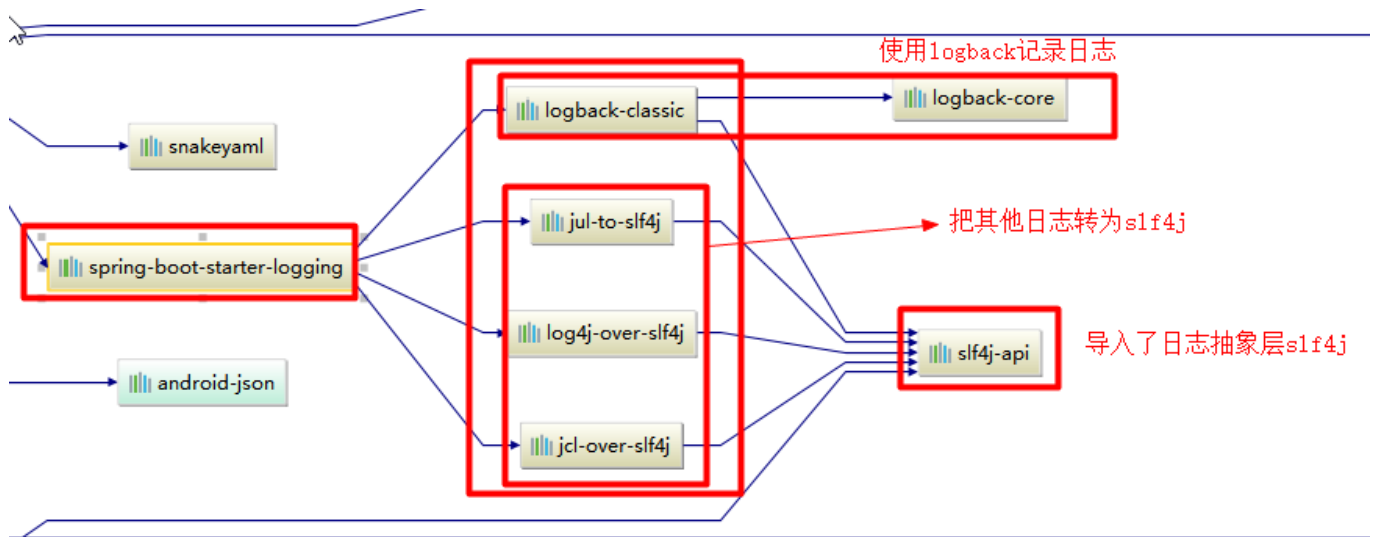 使用logback记录日志
logback-classic
logback-core
snakeyaml
jul-to-slf4j
把其他日志转为slf4j
spring-boot-starter-logging
log4j-over-slf4j
slf4j-api
导入了日志抽象层slf4j
android-json
jcl-over-slf4j